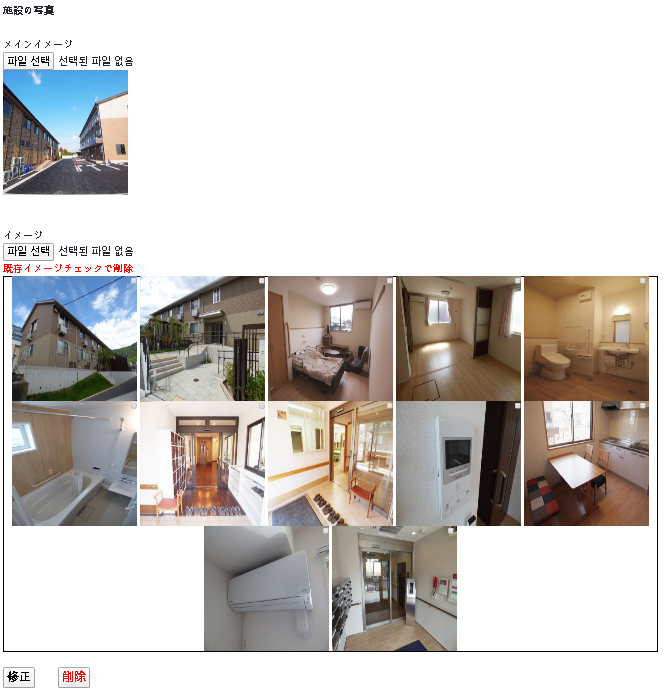 施設の写真
メインイメージ
파일 선택 선택된 파일 없음
イメージ
파일 선택 선택된 파일 없음
既存イメージチェックで削除
修正 削除